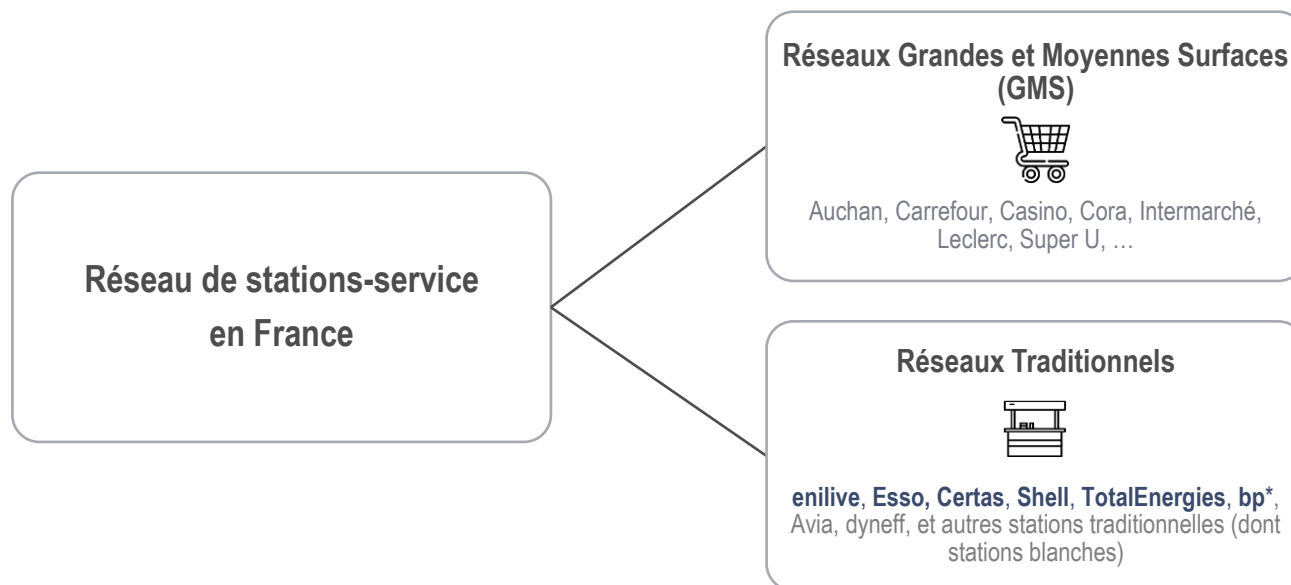 Réseau de stations-service
en France
Réseaux Grandes et Moyennes Surfaces
(GMS)
Auchan, Carrefour, Casino, Cora, Intermarché,
Leclerc, Super U, …
Réseaux Traditionnels
enilive, Esso, Certas, Shell, TotalEnergies, bp*,
Avia, dyneff, et autres stations traditionnelles (dont
stations blanches)